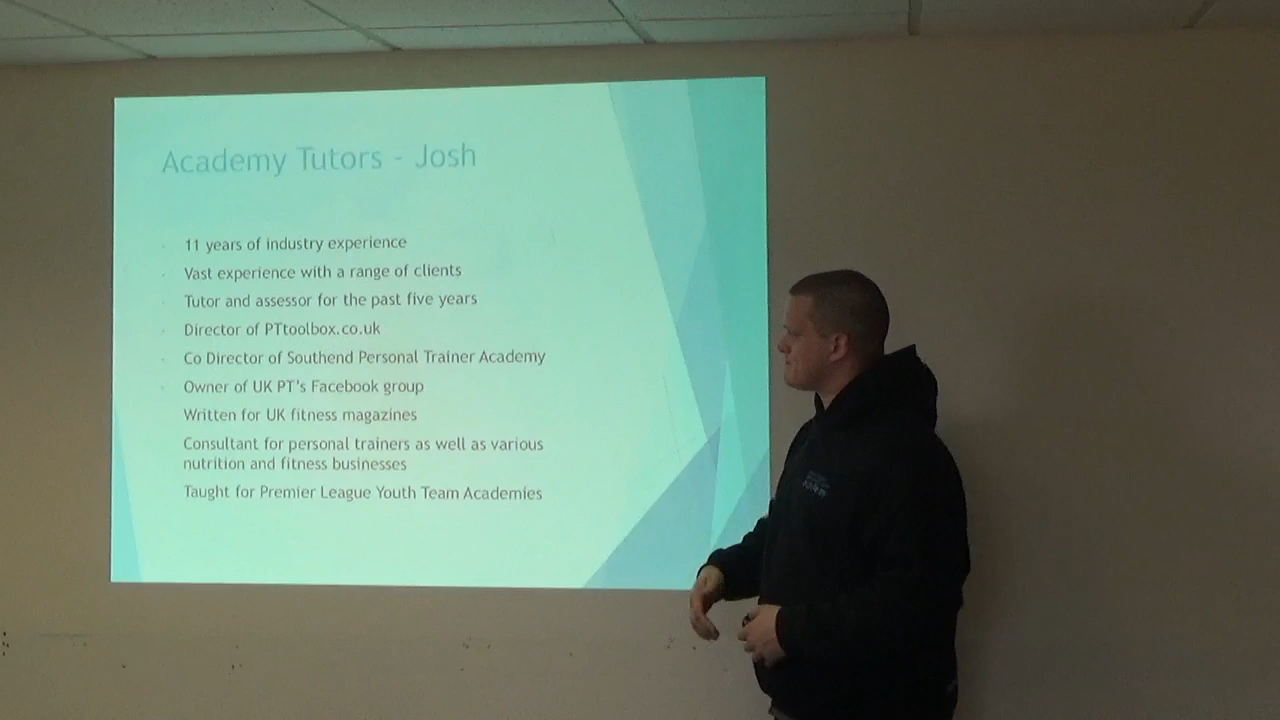 Academy Tutors - Josh
11 years of industry experience
Vast experience with a range of clients
Tutor and assessor for the past five years
Director of PTtoolbox.co.uk
Co Director of Southend Personal Trainer Academy
Owner of UK PT's Facebook group
Written for UK fitness magazines
Consultant for personal trainers as well as various
nutrition and fitness businesses
Taught for Premier League Youth Team Academies